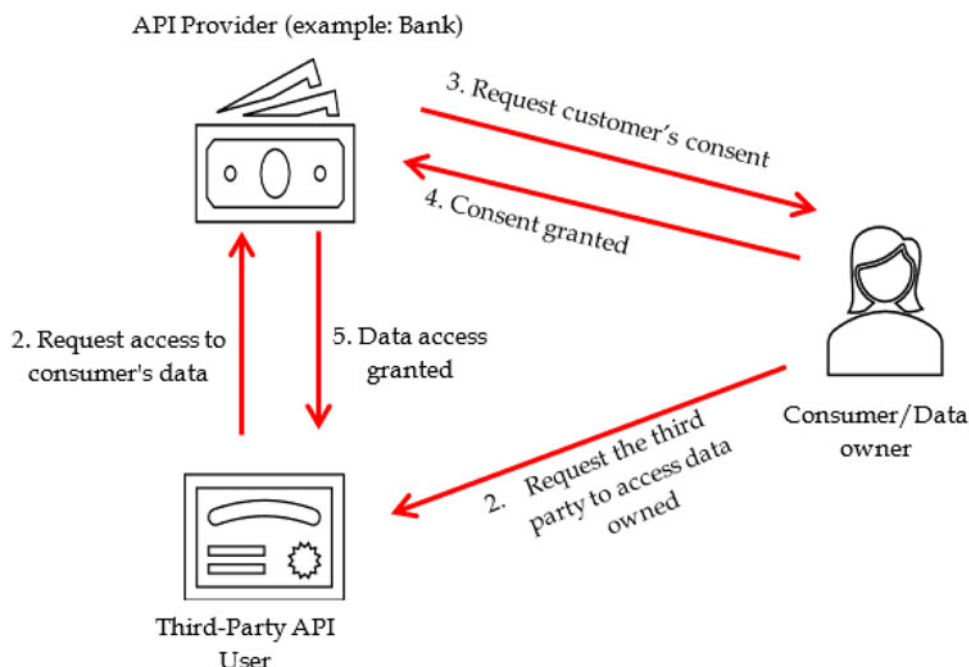 API Provider (example: Bank)
3. Request customer’s consent
4. Consent granted
2. Request access to
consumer's data
5. Data access
granted
Consumer/Data
owner
2. Request the third
party to access data
owned
Third-Party API
User